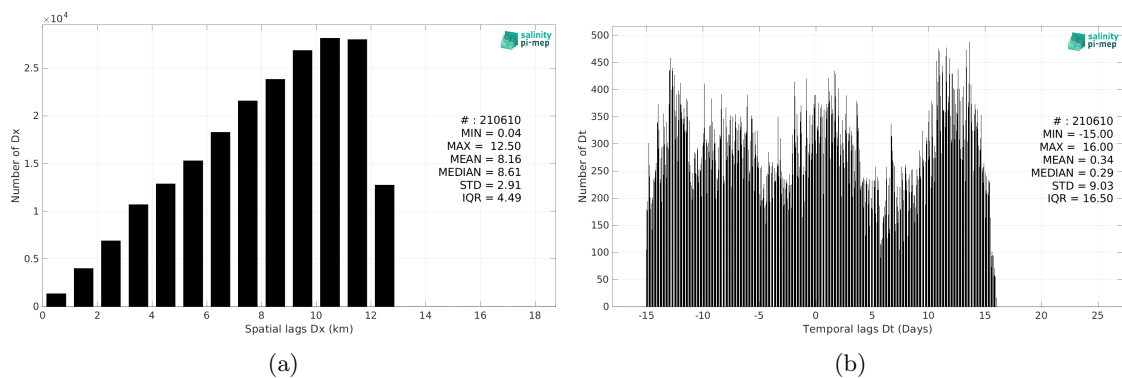 ×10⁴
2.5
2
1.5
1
0.5
0
0 2 4 6 8 10 12 14 16 18
Number of Dx
Spatial lags Dx (km)
salinity
pi-mep
# : 210610
MIN = 0.04
MAX = 12.50
MEAN = 8.16
MEDIAN = 8.61
STD = 2.91
IQR = 4.49
(a)
500
450
400
350
300
250
200
150
100
50
0
-15 -10 -5 0 5 10 15 20 25
Number of Dt
Temporal lags Dt (Days)
salinity
pi-mep
# : 210610
MIN = -15.00
MAX = 16.00
MEAN = 0.34
MEDIAN = 0.29
STD = 9.03
IQR = 16.50
(b)